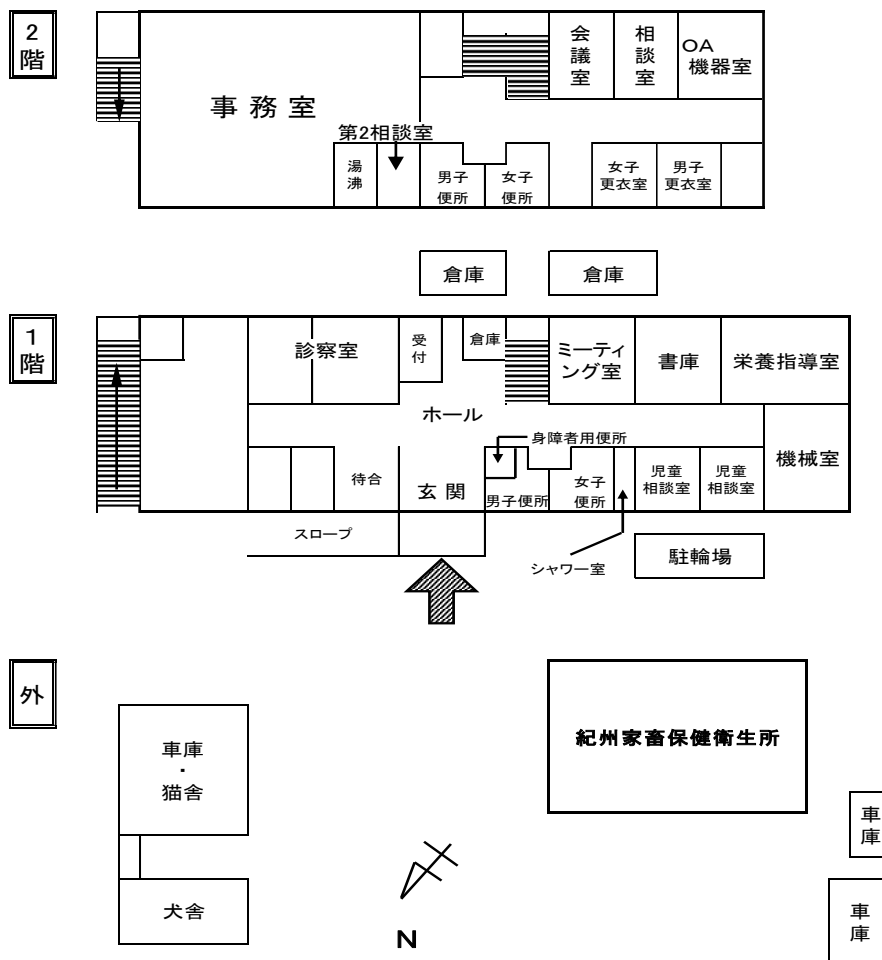 2
階
会
議
室
相
談
室
OA
機器室
事務室
第2相談室
湯
沸
男子
便所
女子
便所
女子
更衣室
男子
更衣室
倉庫
倉庫
1
階
診察室
受
付
倉庫
ミーティ
ング室
書庫
栄養指導室
ホール
身障者用便所
機械室
待合
玄関
男子便所
女子
便所
児童
相談室
児童
相談室
スロープ
シャワー室
駐輪場
外
車庫
・
猫舎
紀州家畜保健衛生所
車
庫
犬舎
車
庫
N